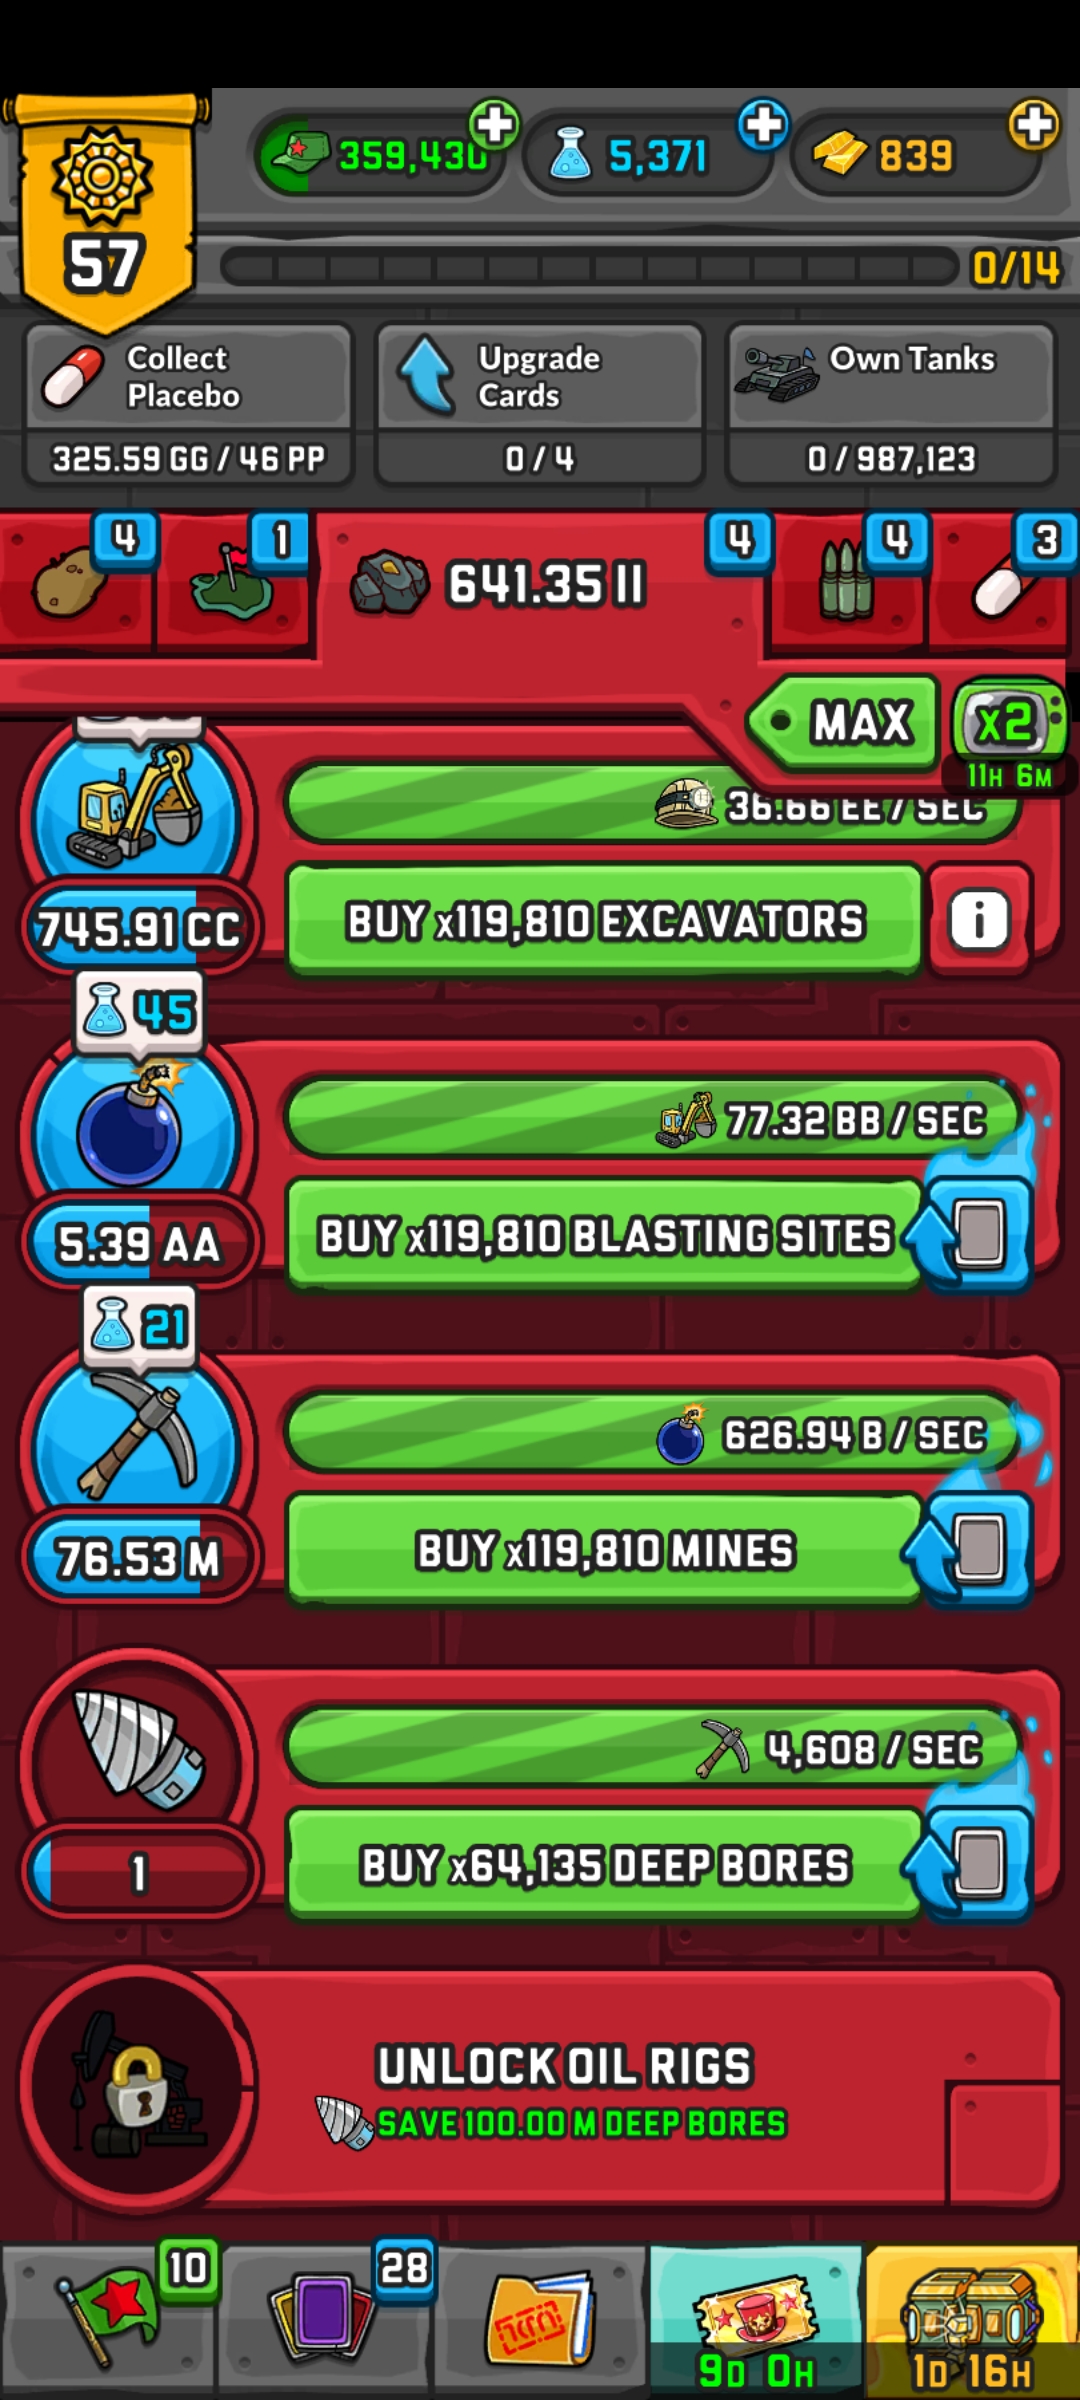 359,430
5,371
839
57
0/14
Collect
Placebo
325.59 GG / 46 PP
Upgrade
Cards
0 / 4
Own Tanks
0 / 987,123
4
1
641.35 II
4
4
3
MAX
x2
11H 6M
36.66 EE / SEC
745.91 CC
BUY x119,810 EXCAVATORS
i
45
77.32 BB / SEC
5.39 AA
BUY x119,810 BLASTING SITES
21
626.94 B / SEC
76.53 M
BUY x119,810 MINES
4,608 / SEC
1
BUY x64,135 DEEP BORES
UNLOCK OIL RIGS
SAVE 100.00 M DEEP BORES
10
28
9D 0H
1D 16H